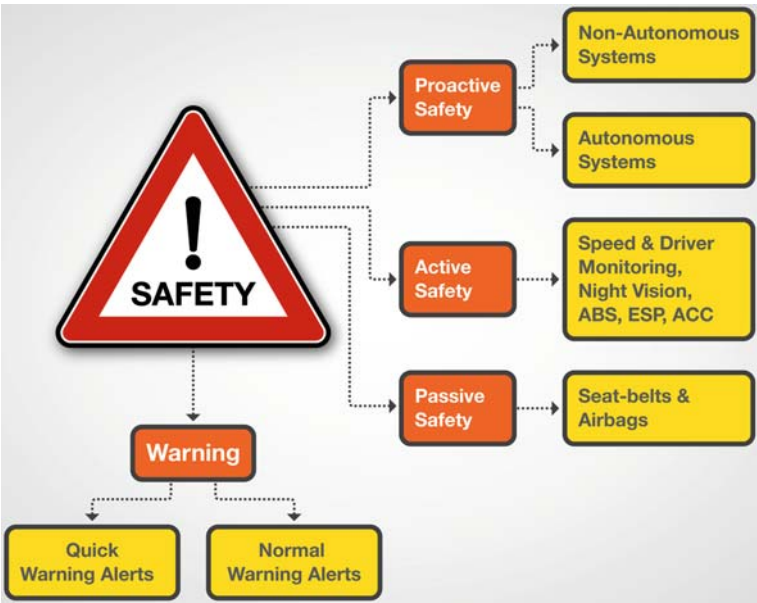 Non-Autonomous
Systems
Proactive
Safety
Autonomous
Systems
!
SAFETY
Active
Safety
Speed & Driver
Monitoring,
Night Vision,
ABS, ESP, ACC
Passive
Safety
Seat-belts &
Airbags
Warning
Quick
Warning Alerts
Normal
Warning Alerts